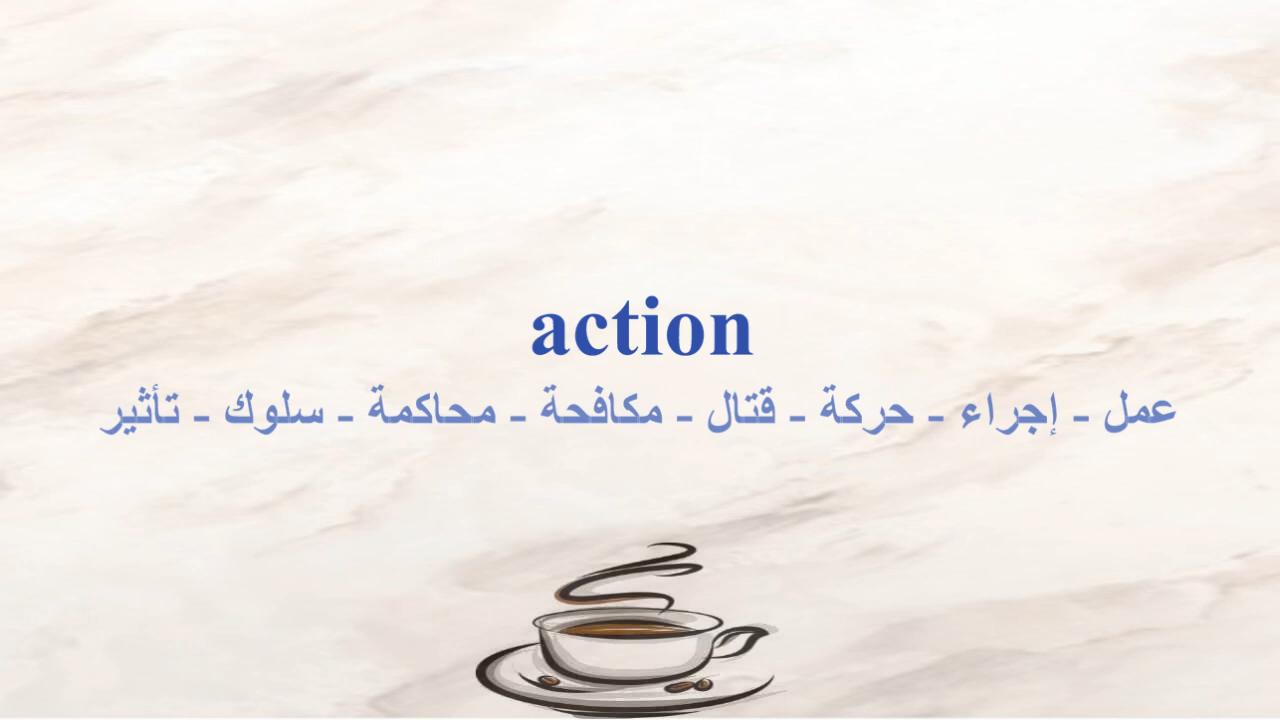 action
عمل - إجراء - حركة - قتال - مكافحة - محاكمة - سلوك - تأثير